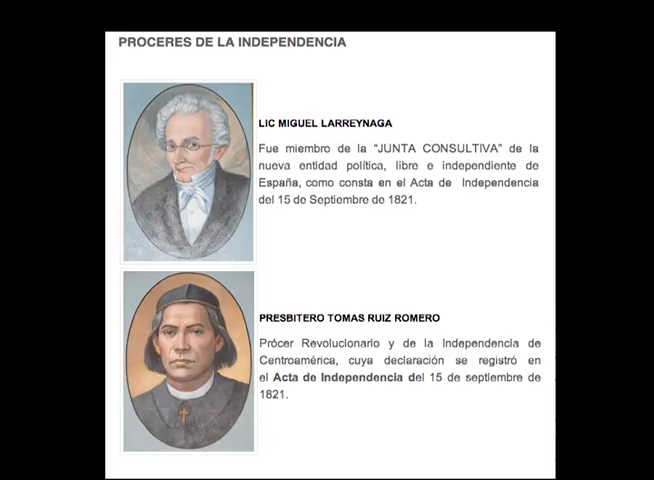 PROCERES DE LA INDEPENDENCIA
LIC MIGUEL LARREYNAGA
Fue miembro de la “JUNTA CONSULTIVA” de la
nueva entidad política, libre e independiente de
España, como consta en el Acta de Independencia
del 15 de Septiembre de 1821.
PRESBITERO TOMAS RUIZ ROMERO
Prócer Revolucionario y de la Independencia de
Centroamérica, cuya declaración se registró en
el Acta de Independencia del 15 de septiembre de
1821.